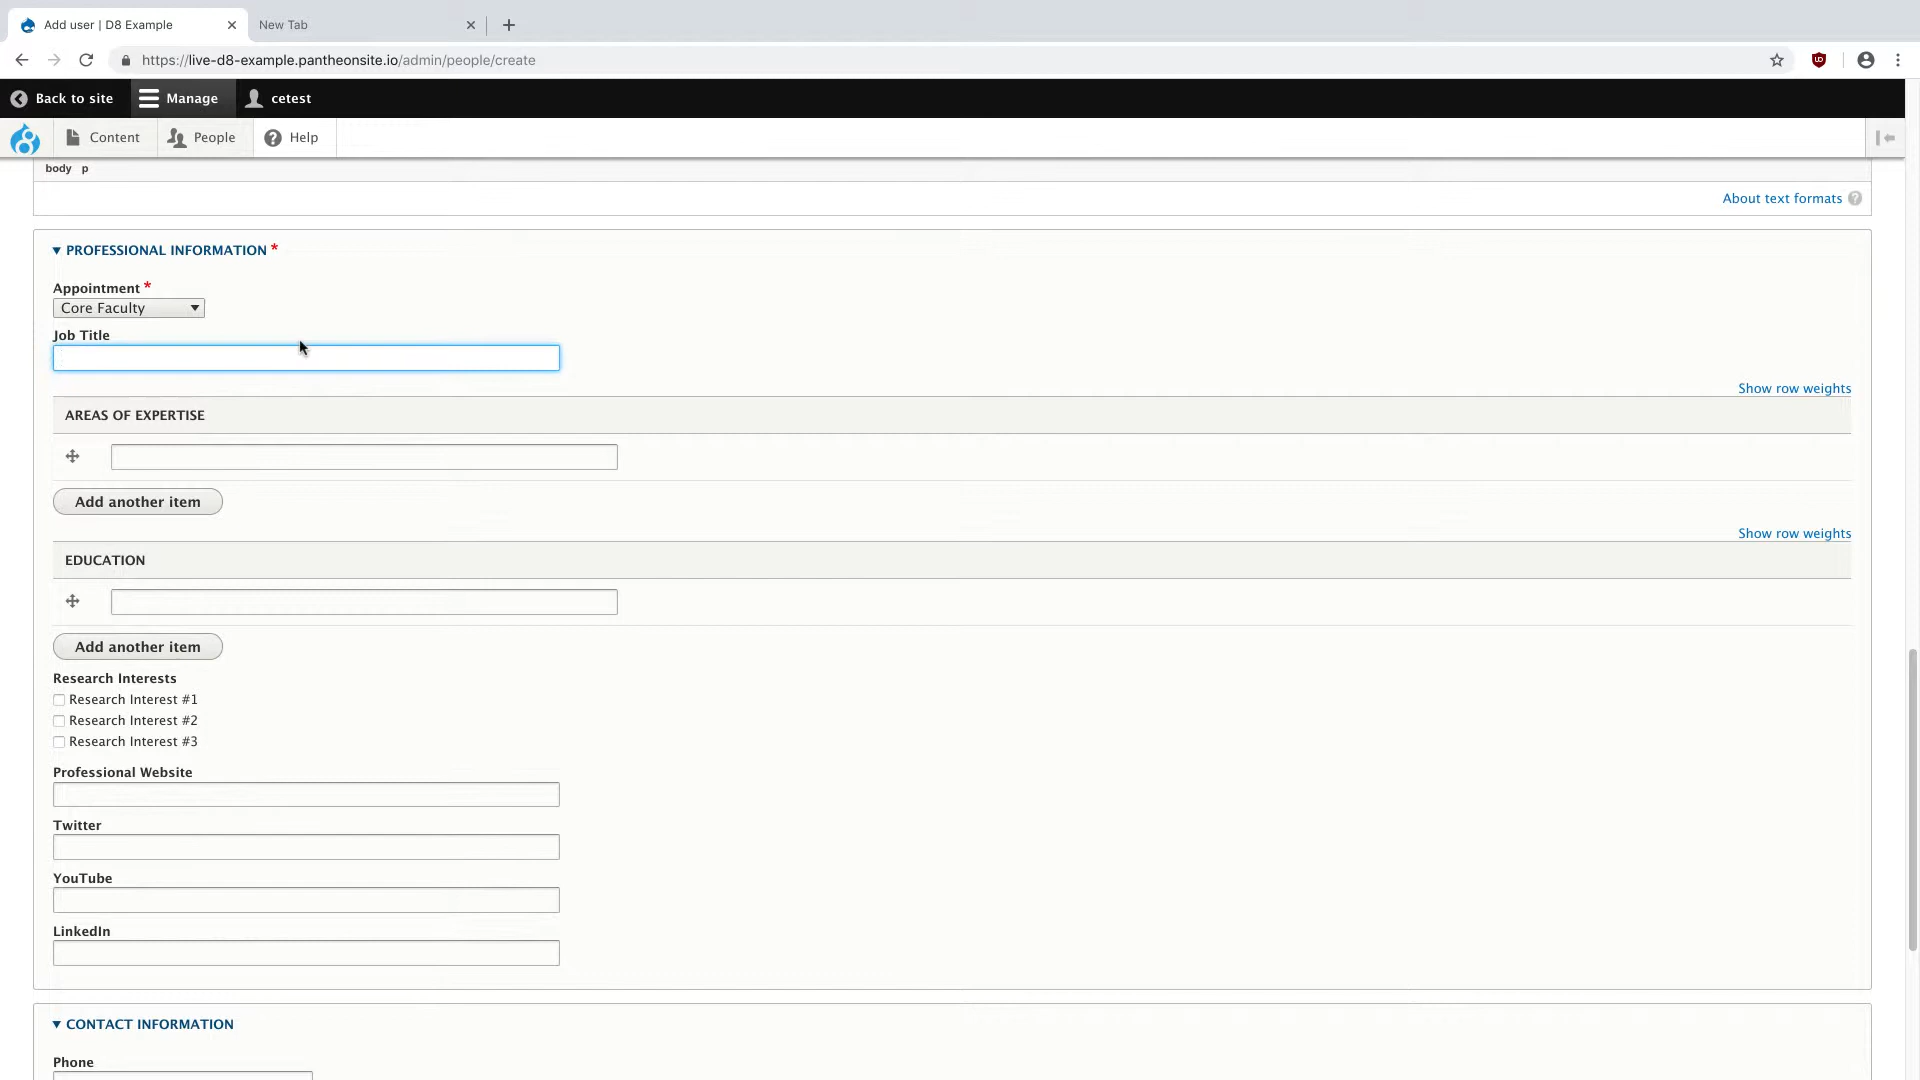 Add user | D8 Example
New Tab
https://live-d8-example.pantheonsite.io/admin/people/create
Back to site
Manage
cetest
Content
People
Help
body p
About text formats
PROFESSIONAL INFORMATION *
Appointment *
Core Faculty
Job Title
Show row weights
AREAS OF EXPERTISE
Add another item
Show row weights
EDUCATION
Add another item
Research Interests
Research Interest #1
Research Interest #2
Research Interest #3
Professional Website
Twitter
YouTube
LinkedIn
CONTACT INFORMATION
Phone